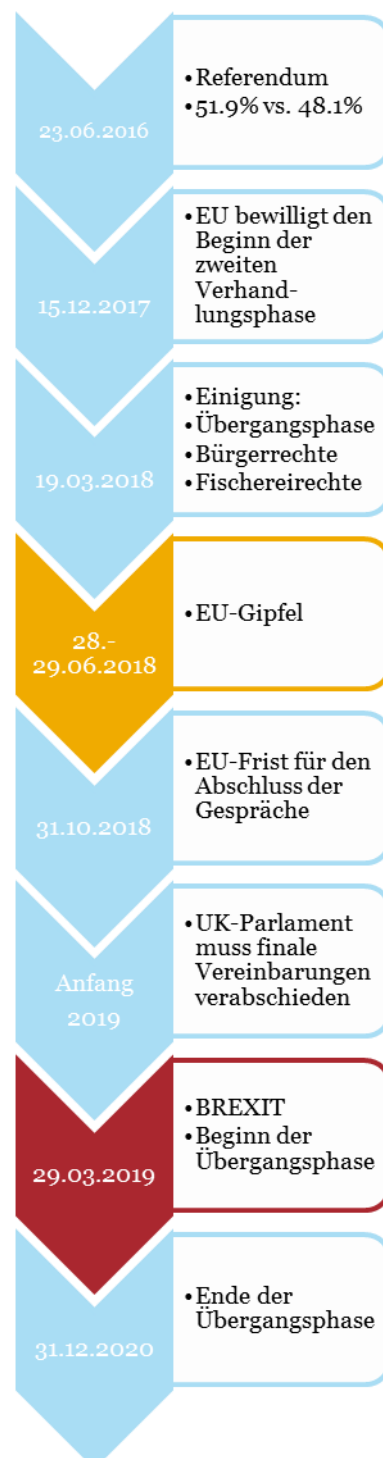 23.06.2016
•Referendum
•51.9% vs. 48.1%
15.12.2017
•EU bewilligt den
Beginn der
zweiten
Verhand-
lungsphase
19.03.2018
•Einigung:
•Übergangsphase
•Bürgerrechte
•Fischereirechte
28.-
29.06.2018
•EU-Gipfel
31.10.2018
•EU-Frist für den
Abschluss der
Gespräche
Anfang
2019
•UK-Parlament
muss finale
Vereinbarungen
verabschieden
29.03.2019
•BREXIT
•Beginn der
Übergangsphase
31.12.2020
•Ende der
Übergangsphase